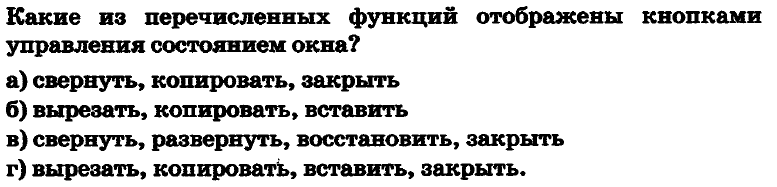 Какие из перечисленных функций отображены кнопками
управления состоянием окна?
а) свернуть, копировать, закрыть
б) вырезать, копировать, вставить
в) свернуть, развернуть, восстановить, закрыть
г) вырезать, копировать, вставить, закрыть.